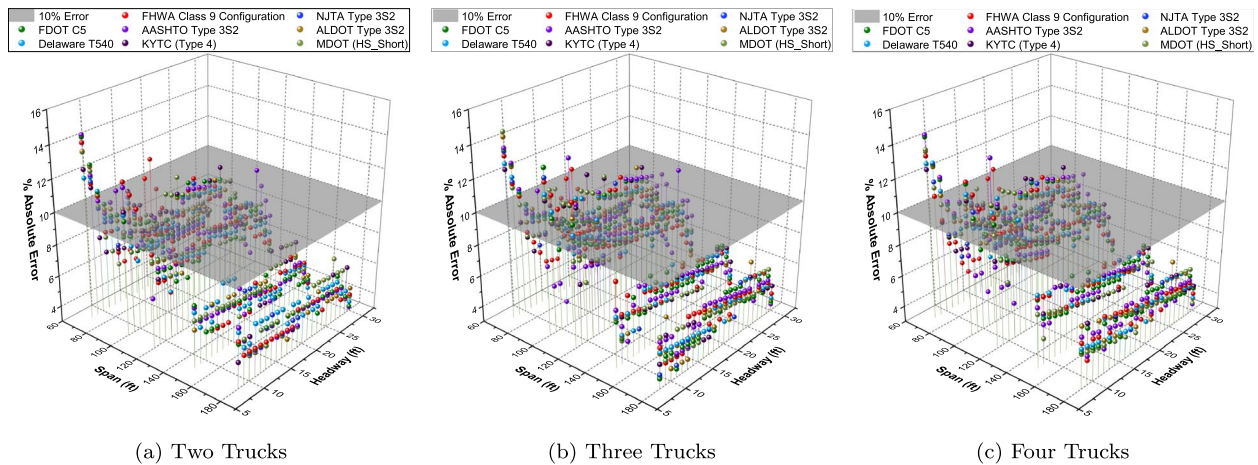 10% Error FHWA Class 9 Configuration NJTA Type 3S2
FDOT C5 AASHTO Type 3S2 ALDOT Type 3S2
Delaware T540 KYTC (Type 4) MDOT (HS_Short)
16
14
12
10
8
6
4
% Absolute Error
60
80
100
120
140
160
180
Span (ft)
5
10
15
20
25
30
Headway (ft)
(a) Two Trucks
10% Error FHWA Class 9 Configuration NJTA Type 3S2
FDOT C5 AASHTO Type 3S2 ALDOT Type 3S2
Delaware T540 KYTC (Type 4) MDOT (HS_Short)
16
14
12
10
8
6
4
% Absolute Error
60
80
100
120
140
160
180
Span (ft)
5
10
15
20
25
30
Headway (ft)
(b) Three Trucks
10% Error FHWA Class 9 Configuration NJTA Type 3S2
FDOT C5 AASHTO Type 3S2 ALDOT Type 3S2
Delaware T540 KYTC (Type 4) MDOT (HS_Short)
16
14
12
10
8
6
4
% Absolute Error
60
80
100
120
140
160
180
Span (ft)
5
10
15
20
25
30
Headway (ft)
(c) Four Trucks